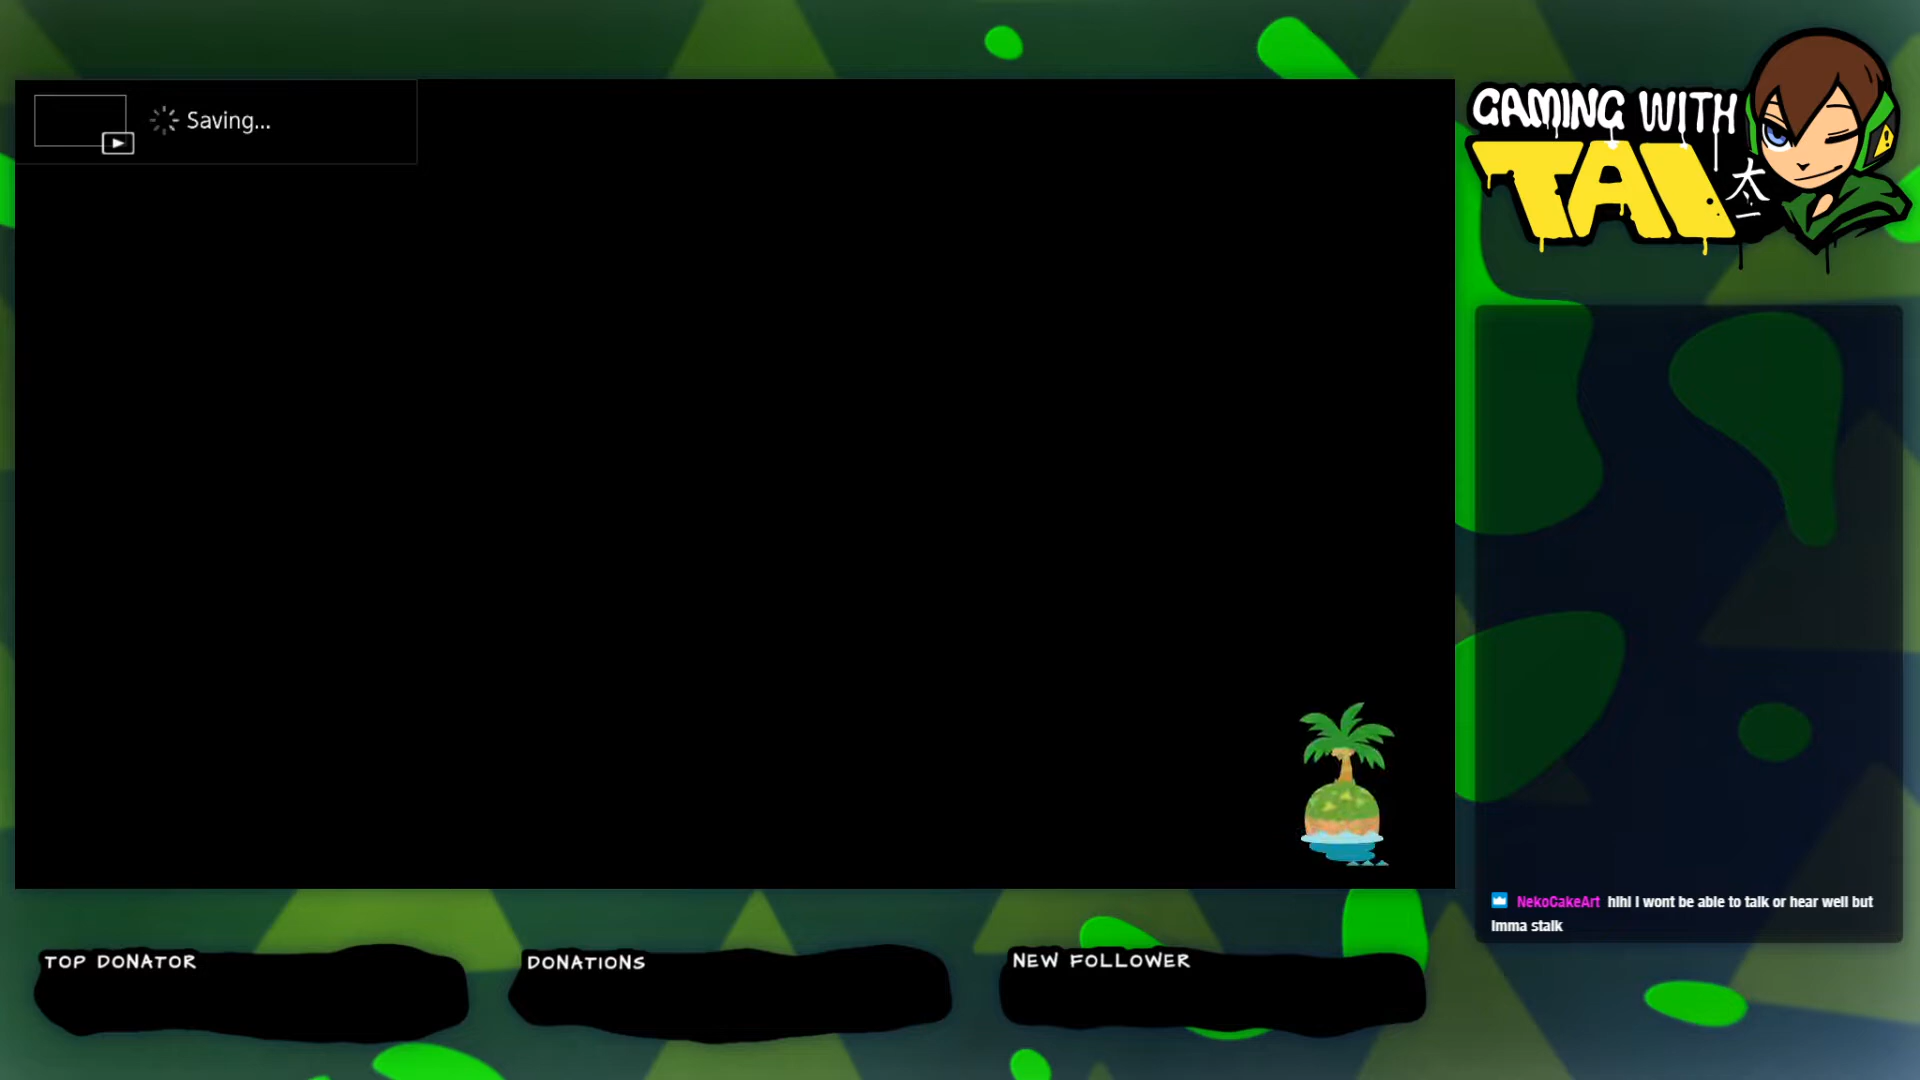 Saving...
GAMING WITH
TAI
太一
NekoCakeArt hihi I wont be able to talk or hear well but
Imma stalk
TOP DONATOR
DONATIONS
NEW FOLLOWER